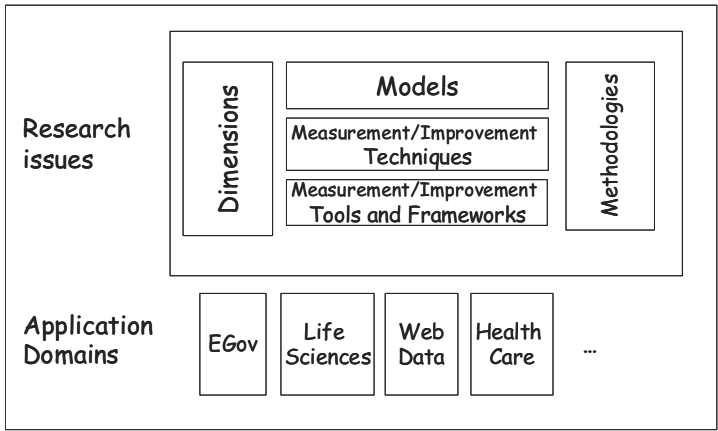 Research
issues
Dimensions
Models
Measurement/Improvement
Techniques
Measurement/Improvement
Tools and Frameworks
Methodologies
Application
Domains
EGov
Life
Sciences
Web
Data
Health
Care
...